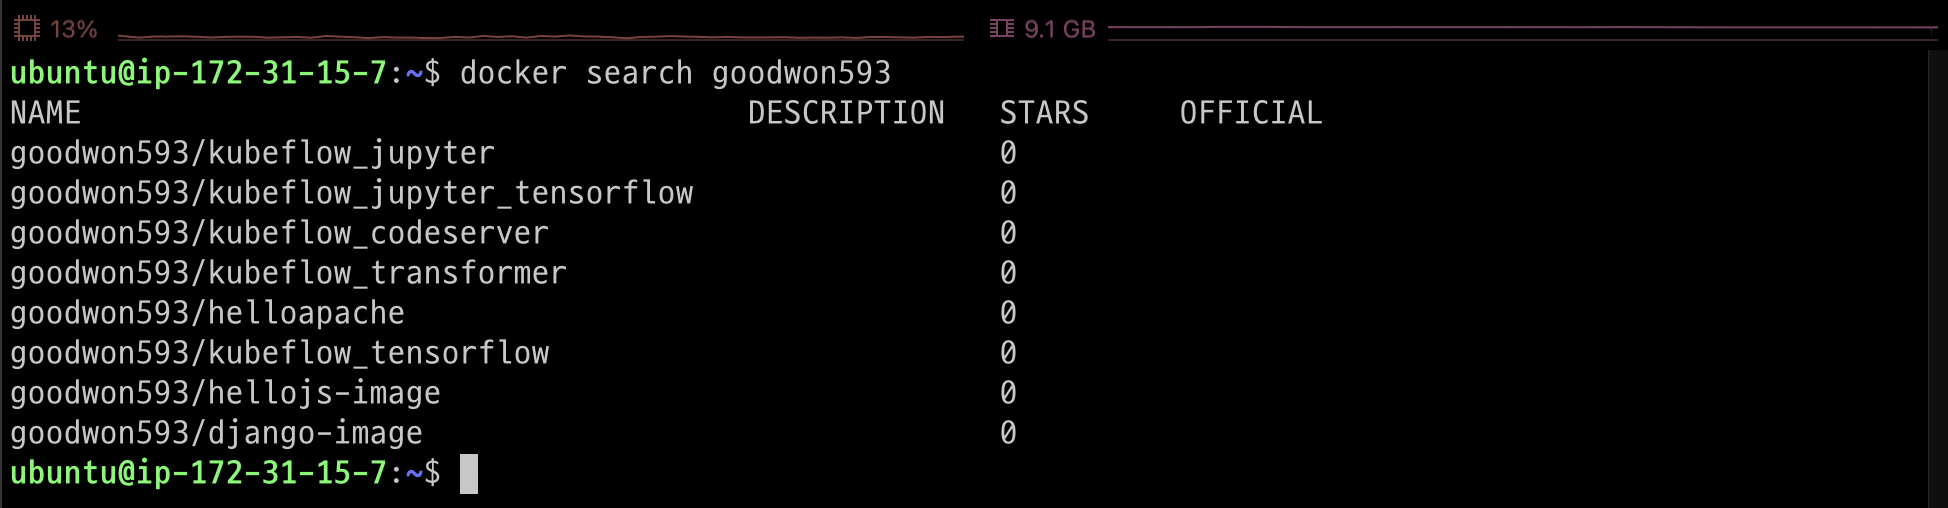 13% 9.1 GB
ubuntu@ip-172-31-15-7:~$ docker search goodwon593
NAME DESCRIPTION STARS OFFICIAL
goodwon593/kubeflow_jupyter 0
goodwon593/kubeflow_jupyter_tensorflow 0
goodwon593/kubeflow_codeserver 0
goodwon593/kubeflow_transformer 0
goodwon593/helloapache 0
goodwon593/kubeflow_tensorflow 0
goodwon593/hellojs-image 0
goodwon593/django-image 0
ubuntu@ip-172-31-15-7:~$